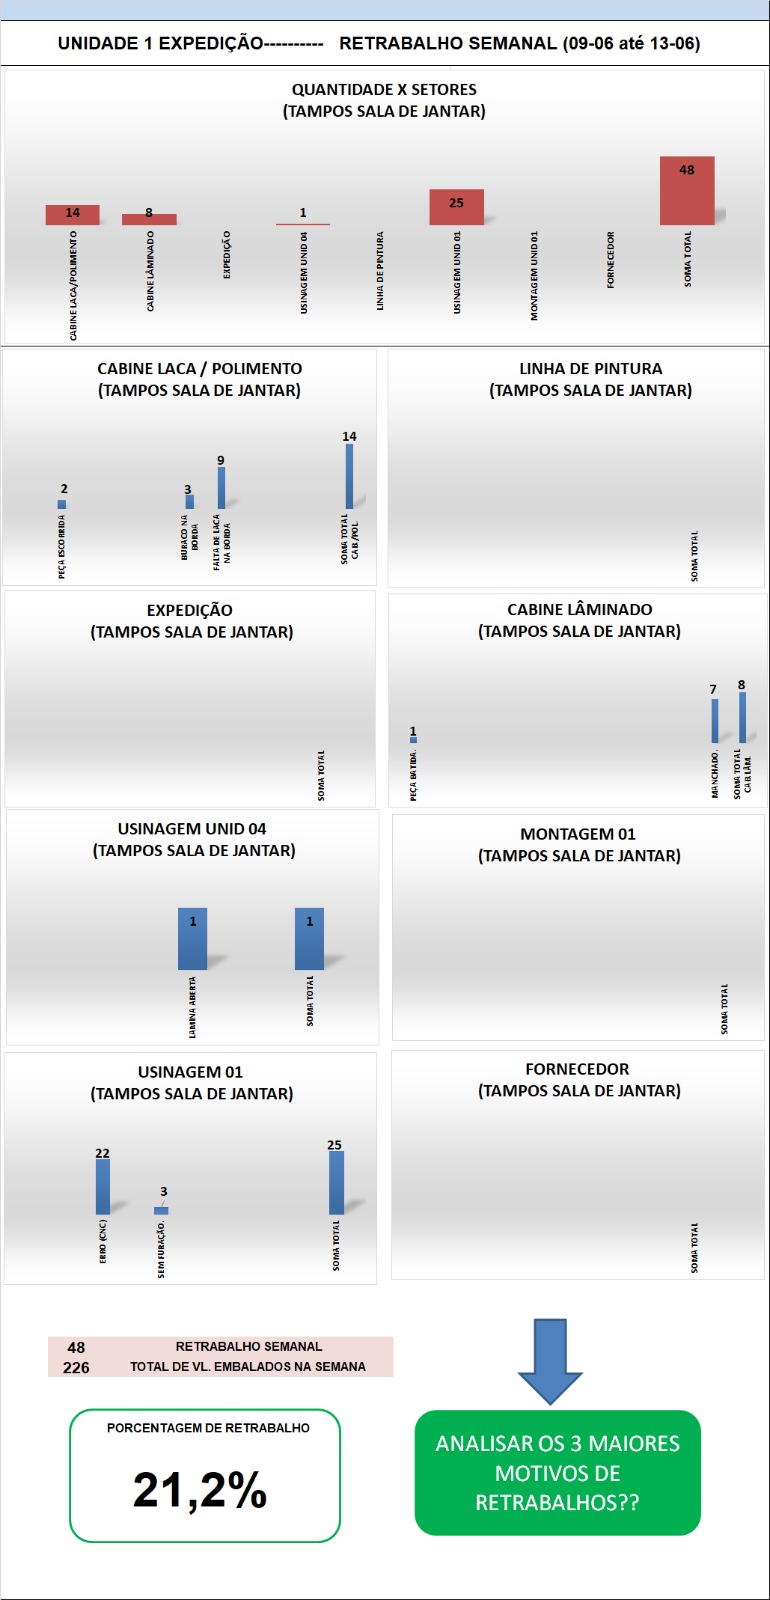 UNIDADE 1 EXPEDIÇÃO---------- RETRABALHO SEMANAL (09-06 até 13-06)
QUANTIDADE X SETORES
(TAMPOS SALA DE JANTAR)
14
8
1
25
48
CABINE LACA/POLIMENTO
CABINE LÂMINADO
EXPEDIÇÃO
USINAGEM UNID 04
LINHA DE PINTURA
USINAGEM UNID 01
MONTAGEM UNID 01
FORNECEDOR
SOMA TOTAL
CABINE LACA / POLIMENTO
(TAMPOS SALA DE JANTAR)
2
3
9
14
PEÇA ESCORRIDA
BURACO NA
BORDA
FALTA DE LACA
NA BORDA
SOMA TOTAL
CAB./POL.
LINHA DE PINTURA
(TAMPOS SALA DE JANTAR)
SOMA TOTAL
EXPEDIÇÃO
(TAMPOS SALA DE JANTAR)
SOMA TOTAL
CABINE LÂMINADO
(TAMPOS SALA DE JANTAR)
1
7
8
PEÇA BATIDA.
MANCHADO.
SOMA TOTAL
CAB.LÂM.
USINAGEM UNID 04
(TAMPOS SALA DE JANTAR)
1
1
LAMINA ABERTA
SOMA TOTAL
MONTAGEM 01
(TAMPOS SALA DE JANTAR)
SOMA TOTAL
USINAGEM 01
(TAMPOS SALA DE JANTAR)
22
3
25
ERRO (CNC)
SEM FURAÇÃO.
SOMA TOTAL
FORNECEDOR
(TAMPOS SALA DE JANTAR)
SOMA TOTAL
48 RETRABALHO SEMANAL
226 TOTAL DE VL. EMBALADOS NA SEMANA
PORCENTAGEM DE RETRABALHO
21,2%
ANALISAR OS 3 MAIORES
MOTIVOS DE
RETRABALHOS??